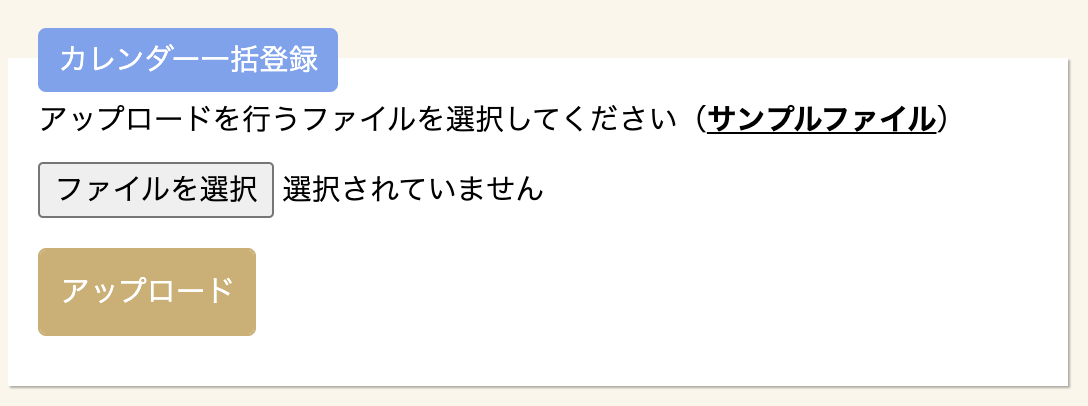 カレンダー一括登録
アップロードを行うファイルを選択してください（サンプルファイル）
ファイルを選択 選択されていません
アップロード